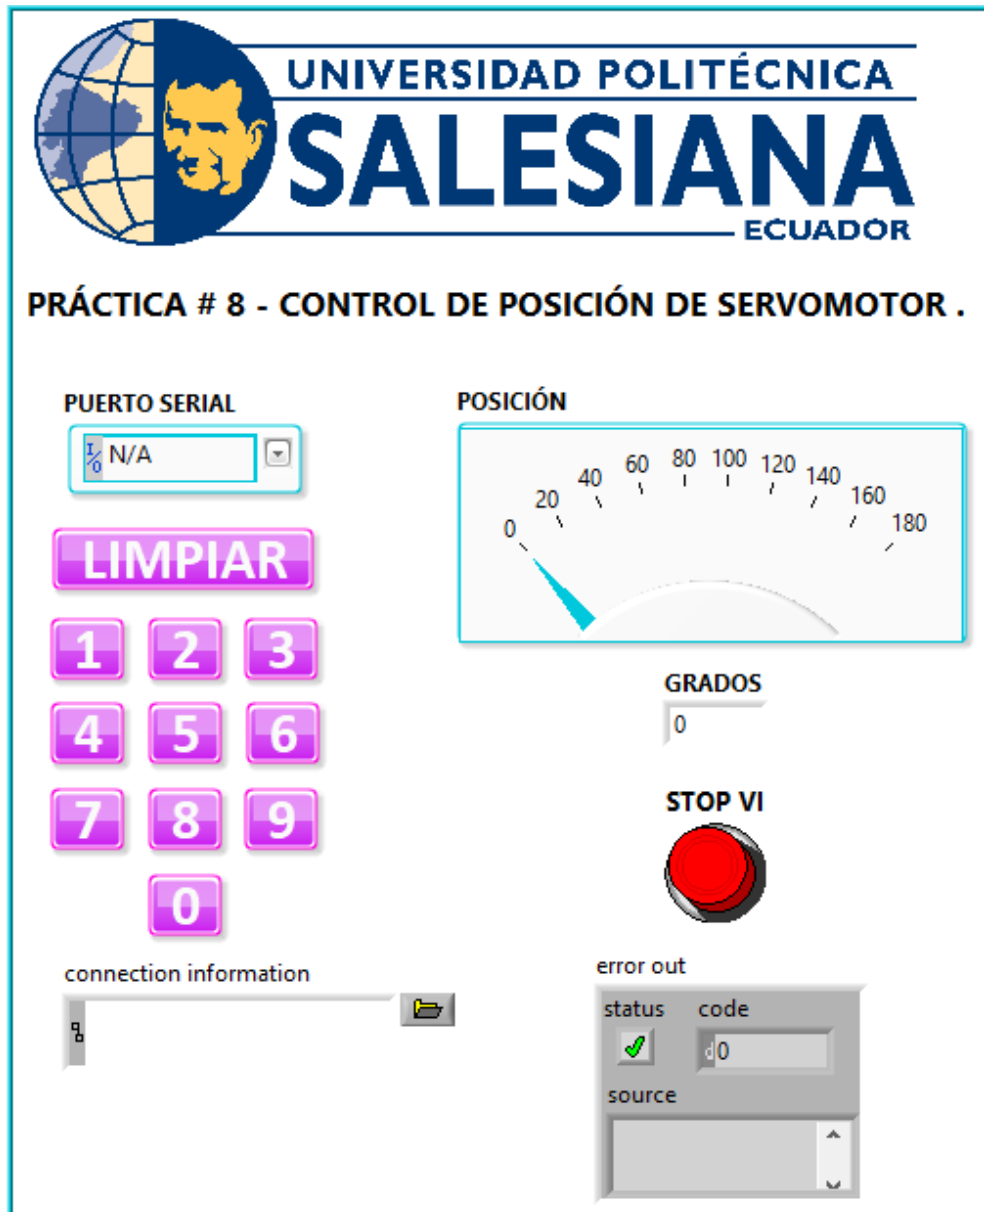 UNIVERSIDAD POLITÉCNICA
SALESIANA
ECUADOR
PRÁCTICA # 8 - CONTROL DE POSICIÓN DE SERVOMOTOR .
PUERTO SERIAL
I/O N/A
LIMPIAR
1 2 3
4 5 6
7 8 9
0
connection information
POSICIÓN
0 20 40 60 80 100 120 140 160 180
GRADOS
0
STOP VI
error out
status code
d 0
source